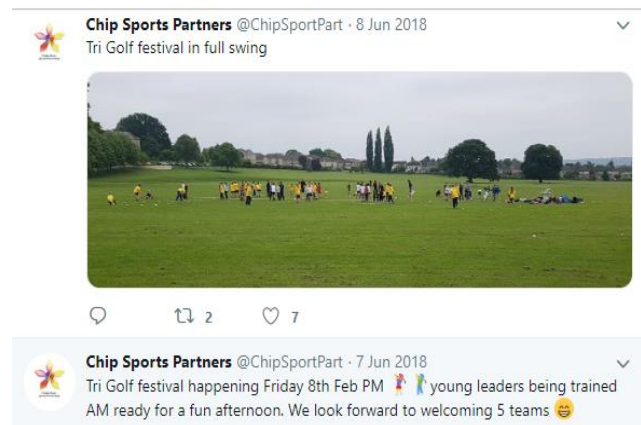 Chip Sports Partners @ChipSportPart · 8 Jun 2018
Tri Golf festival in full swing
2
7
Chip Sports Partners @ChipSportPart · 7 Jun 2018
Tri Golf festival happening Friday 8th Feb PM young leaders being trained
AM ready for a fun afternoon. We look forward to welcoming 5 teams 😁